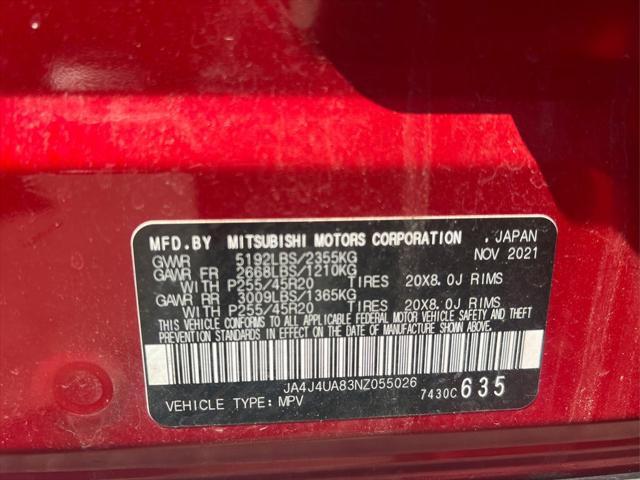 MFD.BY MITSUBISHI MOTORS CORPORATION , JAPAN
GVWR 5192LBS/2355KG NOV 2021
GAWR FR 2668LBS/1210KG
WITH P255/45R20 TIRES 20X8.0J RIMS
GAWR RR 3009LBS/1365KG
WITH P255/45R20 TIRES 20X8.0J RIMS
THIS VEHICLE CONFORMS TO ALL APPLICABLE FEDERAL MOTOR VEHICLE SAFETY AND THEFT
PREVENTION STANDARDS IN EFFECT ON THE DATE OF MANUFACTURE SHOWN ABOVE.
JA4J4UA83NZ055026
VEHICLE TYPE: MPV 7430C 635